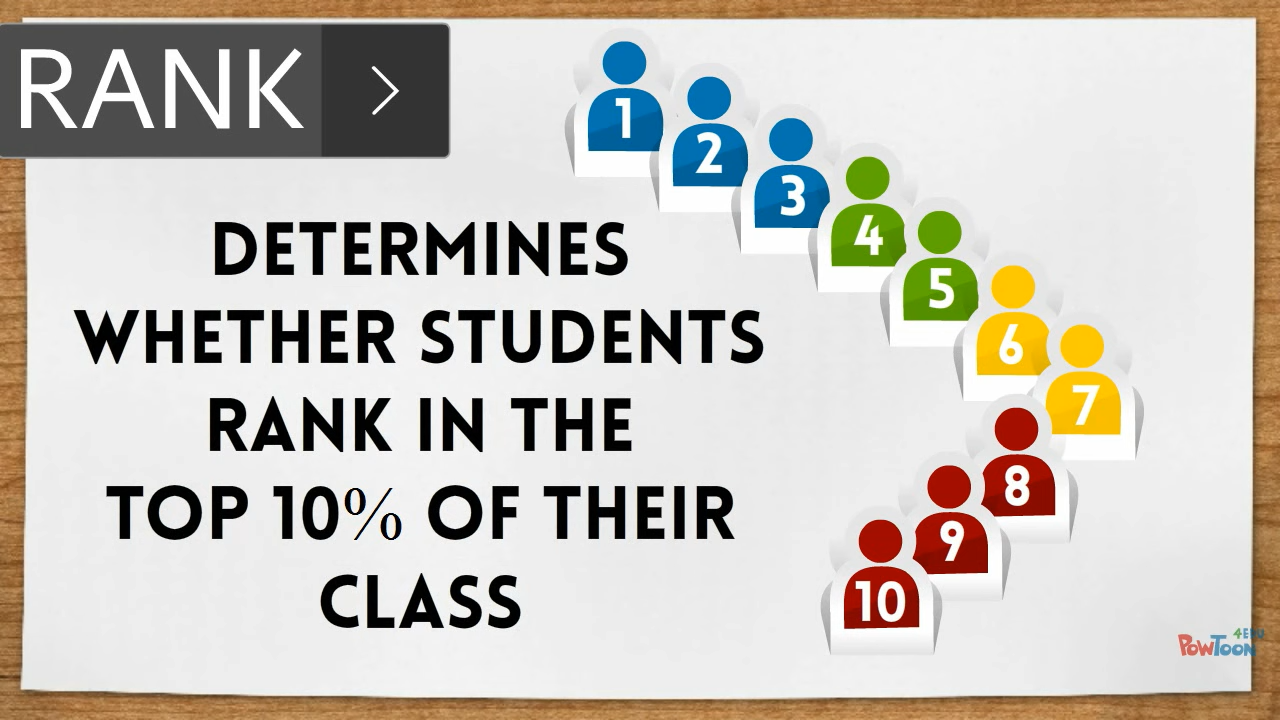 RANK >
DETERMINES
WHETHER STUDENTS
RANK IN THE
TOP 10% OF THEIR
CLASS
1
2
3
4
5
6
7
8
9
10
4EDU
POWTOON